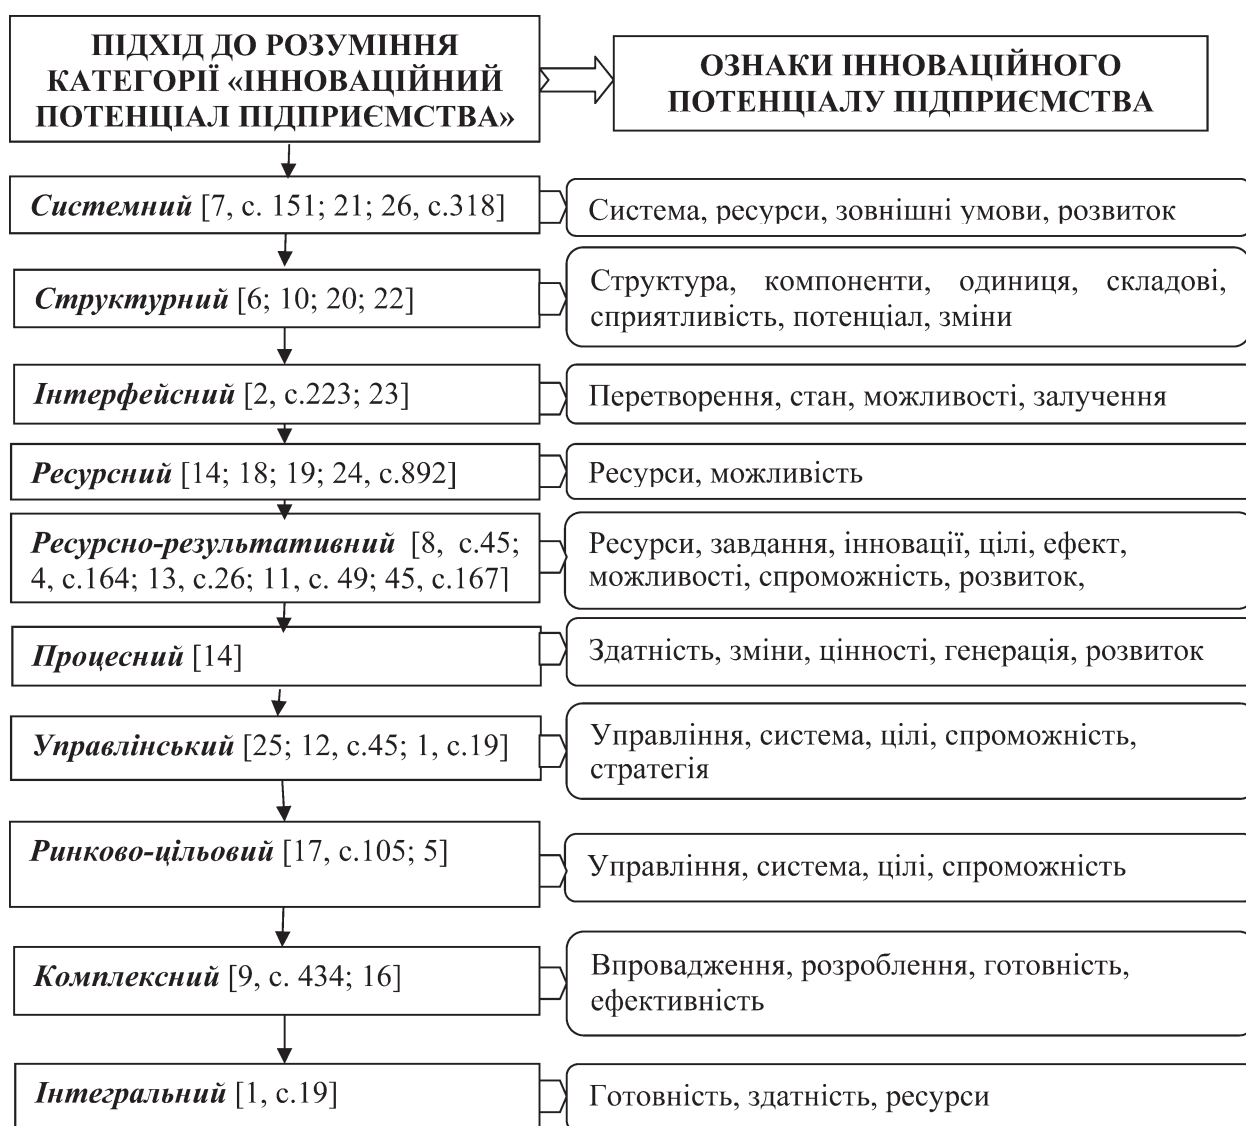 ПІДХІД ДО РОЗУМІННЯ
КАТЕГОРІЇ «ІННОВАЦІЙНИЙ
ПОТЕНЦІАЛ ПІДПРИЄМСТВА»
ОЗНАКИ ІННОВАЦІЙНОГО
ПОТЕНЦІАЛУ ПІДПРИЄМСТВА
Системний [7, с. 151; 21; 26, с.318]
Система, ресурси, зовнішні умови, розвиток
Структурний [6; 10; 20; 22]
Структура, компоненти, одиниця, складові,
сприятливість, потенціал, зміни
Інтерфейсний [2, с.223; 23]
Перетворення, стан, можливості, залучення
Ресурсний [14; 18; 19; 24, с.892]
Ресурси, можливість
Ресурсно-результативний [8, с.45;
4, с.164; 13, с.26; 11, с. 49; 45, с.167]
Ресурси, завдання, інновації, цілі, ефект,
можливості, спроможність, розвиток,
Процесний [14]
Здатність, зміни, цінності, генерація, розвиток
Управлінський [25; 12, с.45; 1, с.19]
Управління, система, цілі, спроможність,
стратегія
Ринково-цільовий [17, с.105; 5]
Управління, система, цілі, спроможність
Комплексний [9, с. 434; 16]
Впровадження, розроблення, готовність,
ефективність
Інтегральний [1, с.19]
Готовність, здатність, ресурси